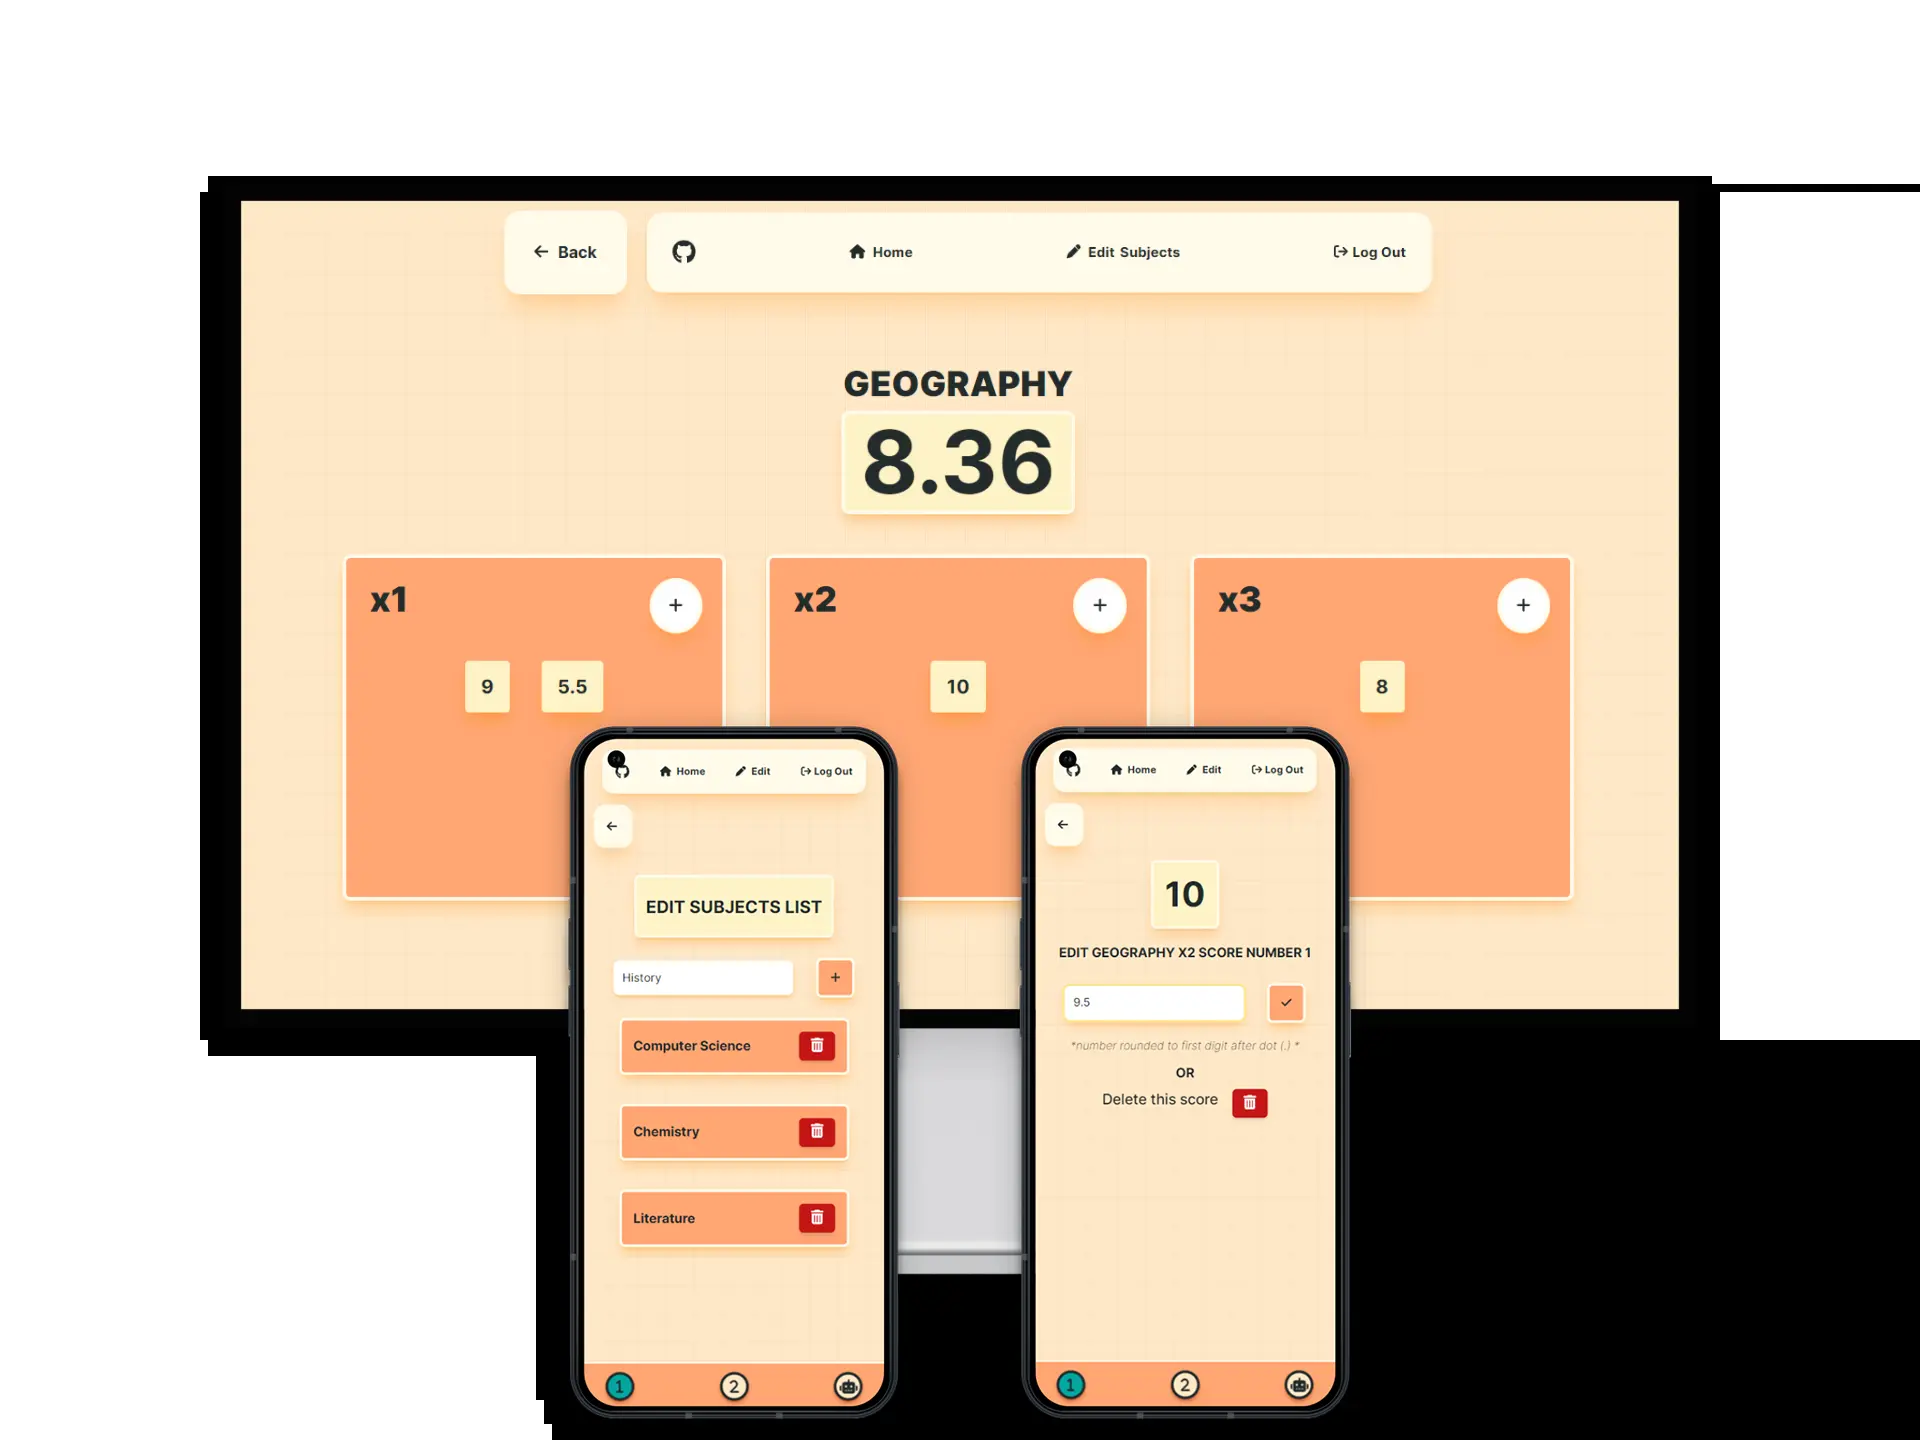 Back
Home
Edit Subjects
Log Out
GEOGRAPHY
8.36
x1
+
x2
+
x3
+
9
5.5
10
8
Home
Edit
Log Out
EDIT SUBJECTS LIST
History
+
Computer Science
Chemistry
Literature
1
2
Home
Edit
Log Out
10
EDIT GEOGRAPHY X2 SCORE NUMBER 1
9.5
*number rounded to first digit after dot (.) *
OR
Delete this score
1
2